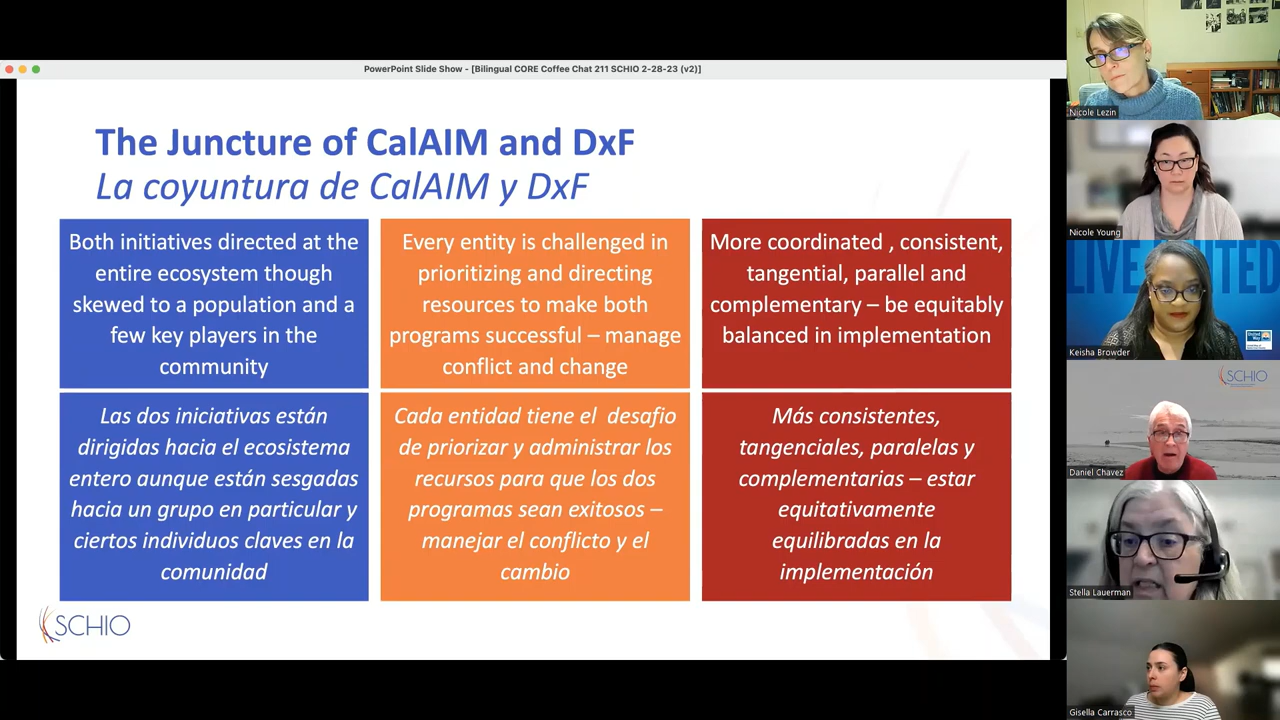 PowerPoint Slide Show - [Bilingual CORE Coffee Chat 211 SCHIO 2-28-23 (v2)]
The Juncture of CalAIM and DxF
La coyuntura de CalAIM y DxF
Both initiatives directed at the
entire ecosystem though
skewed to a population and a
few key players in the
community
Every entity is challenged in
prioritizing and directing
resources to make both
programs successful – manage
conflict and change
More coordinated , consistent,
tangential, parallel and
complementary – be equitably
balanced in implementation
Las dos iniciativas están
dirigidas hacia el ecosistema
entero aunque están sesgadas
hacia un grupo en particular y
ciertos individuos claves en la
comunidad
Cada entidad tiene el  desafio
de priorizar y administrar los
recursos para que los dos
programas sean exitosos –
manejar el conflicto y el
cambio
Más consistentes,
tangenciales, paralelas y
complementarias – estar
equitativamente
equilibradas en la
implementación
SCHIO
Nicole Lezin
Nicole Young
LIVE UNITED
United
Way
Keisha Browder
SCHIO
Daniel Chavez
Stella Lauerman
Gisella Carrasco